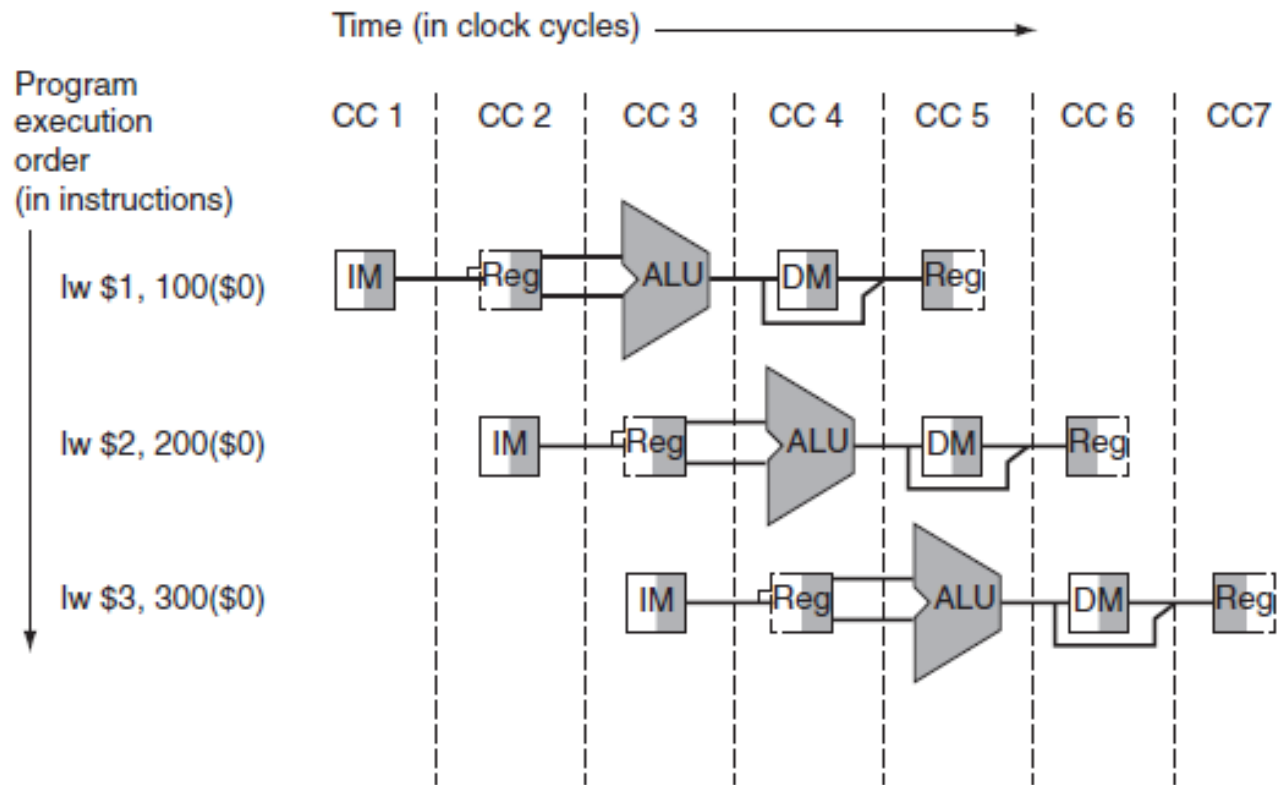 Time (in clock cycles)
Program
execution
order
(in instructions)
CC 1 CC 2 CC 3 CC 4 CC 5 CC 6 CC7
lw $1, 100($0)
IM Reg ALU DM Reg
lw $2, 200($0)
IM Reg ALU DM Reg
lw $3, 300($0)
IM Reg ALU DM Reg